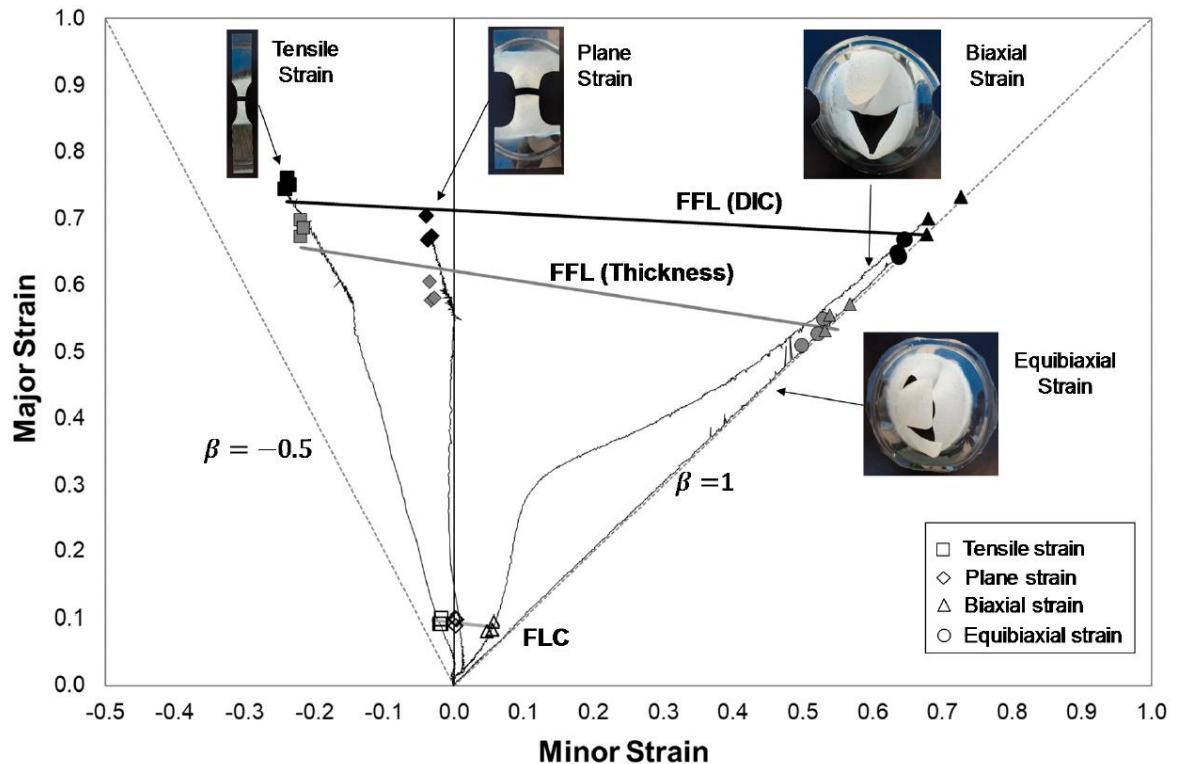 1.0
0.9
0.8
0.7
0.6
0.5
0.4
0.3
0.2
0.1
0.0
Major Strain
Tensile
Strain
Plane
Strain
Biaxial
Strain
FFL (DIC)
FFL (Thickness)
Equibiaxial
Strain
β = −0.5
β =1
FLC
Tensile strain
Plane strain
Biaxial strain
Equibiaxial strain
-0.5 -0.4 -0.3 -0.2 -0.1 0.0 0.1 0.2 0.3 0.4 0.5 0.6 0.7 0.8 0.9 1.0
Minor Strain